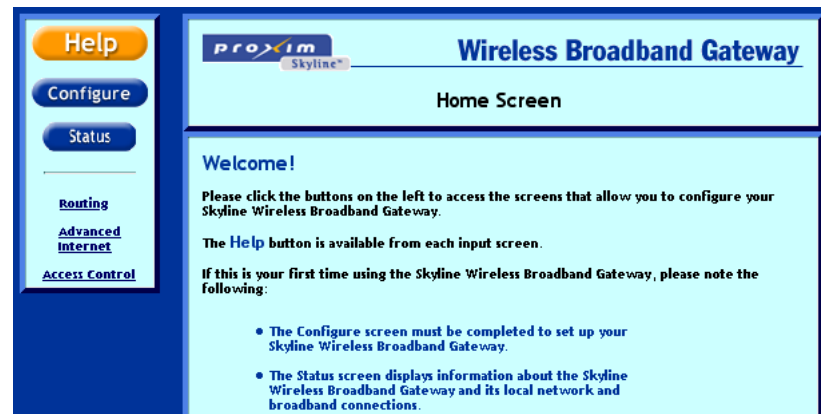 Help
Configure
Status
Routing
Advanced
Internet
Access Control
proxim
Skyline™
Wireless Broadband Gateway
Home Screen
Welcome!
Please click the buttons on the left to access the screens that allow you to configure your
Skyline Wireless Broadband Gateway.
The Help button is available from each input screen.
If this is your first time using the Skyline Wireless Broadband Gateway, please note the
following:
• The Configure screen must be completed to set up your
Skyline Wireless Broadband Gateway.
• The Status screen displays information about the Skyline
Wireless Broadband Gateway and its local network and
broadband connections.